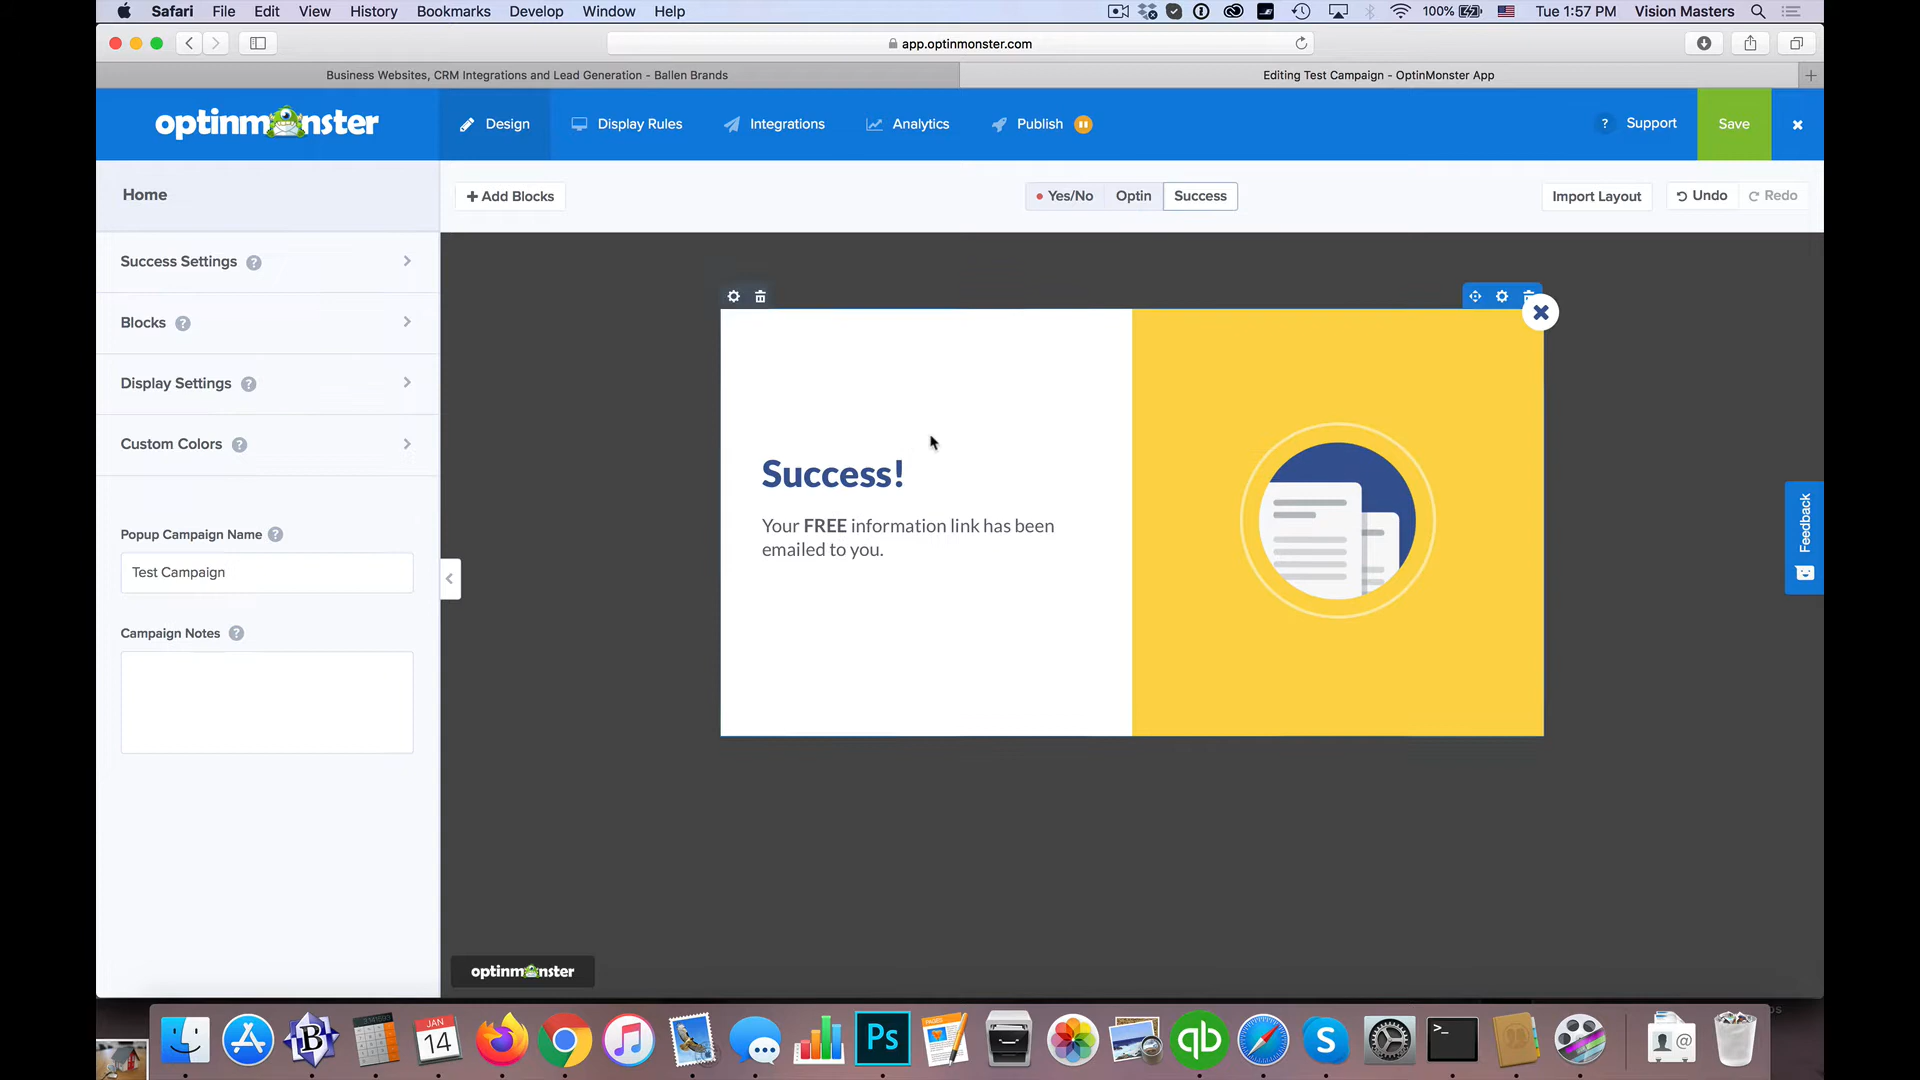 Safari File Edit View History Bookmarks Develop Window Help 100% Tue 1:57 PM Vision Masters
app.optinmonster.com
Business Websites, CRM Integrations and Lead Generation - Ballen Brands
Editing Test Campaign - OptinMonster App
optinmonster
Design
Display Rules
Integrations
Analytics
Publish
? Support
Save
Home
+ Add Blocks
Yes/No
Optin
Success
Import Layout
Undo
Redo
Success Settings ?
Blocks ?
Display Settings ?
Custom Colors ?
Popup Campaign Name ?
Test Campaign
Campaign Notes ?
Success!
Your FREE information link has been
emailed to you.
Feedback
optinmonster
JAN
14
Ps